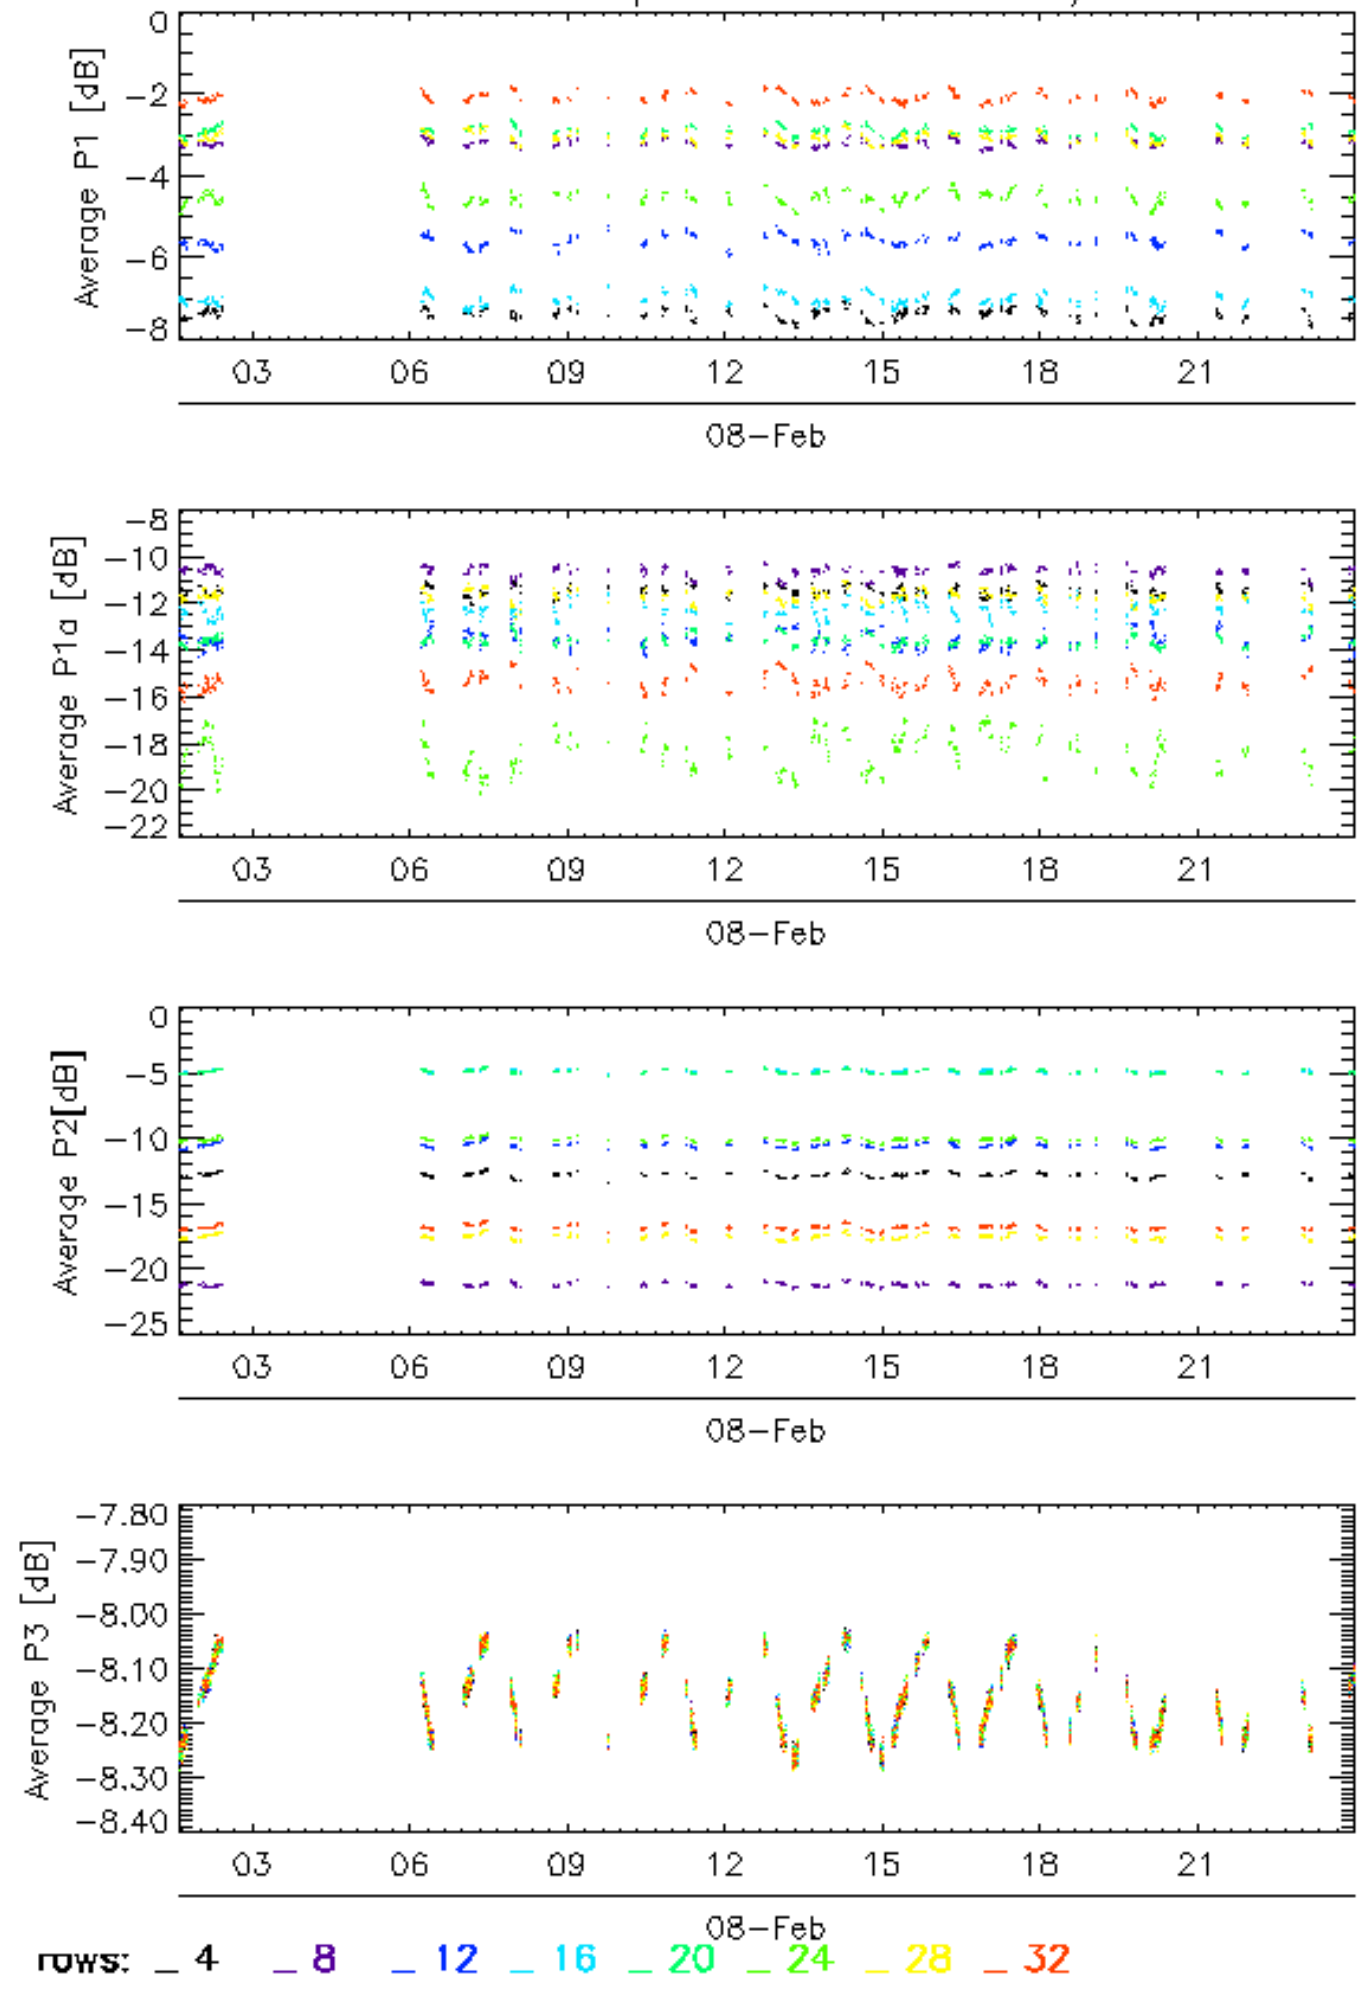 Average P1 [dB]
0
−2
−4
−6
−8
03 06 09 12 15 18 21
08−Feb
Average P1a [dB]
−8
−10
−12
−14
−16
−18
−20
−22
03 06 09 12 15 18 21
08−Feb
Average P2[dB]
0
−5
−10
−15
−20
−25
03 06 09 12 15 18 21
08−Feb
Average P3 [dB]
−7.80
−7.90
−8.00
−8.10
−8.20
−8.30
−8.40
03 06 09 12 15 18 21
08−Feb
rows: _ 4 _ 8 _ 12 _ 16 _ 20 _ 24 _ 28 _ 32